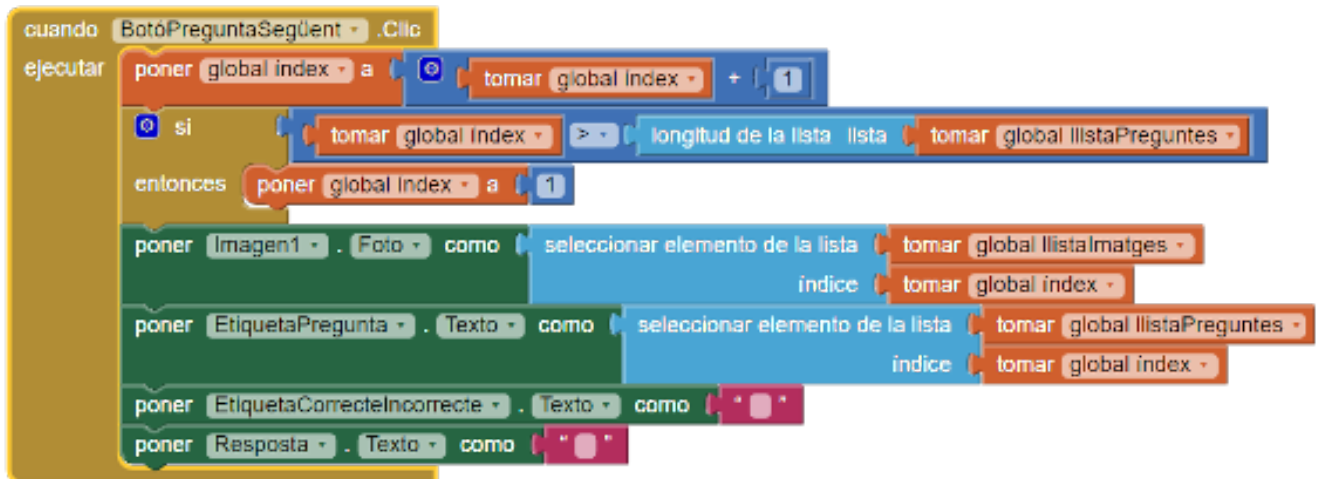 cuando BotóPreguntaSegüent .Clic
ejecutar poner global index a tomar global index + 1
si tomar global index > longitud de la lista lista tomar global llistaPreguntes
entonces poner global index a 1
poner Imagen1 . Foto como seleccionar elemento de la lista tomar global llistaImatges
índice tomar global index
poner EtiquetaPregunta . Texto como seleccionar elemento de la lista tomar global llistaPreguntes
índice tomar global index
poner EtiquetaCorrecteIncorrecte . Texto como " "
poner Resposta . Texto como " "